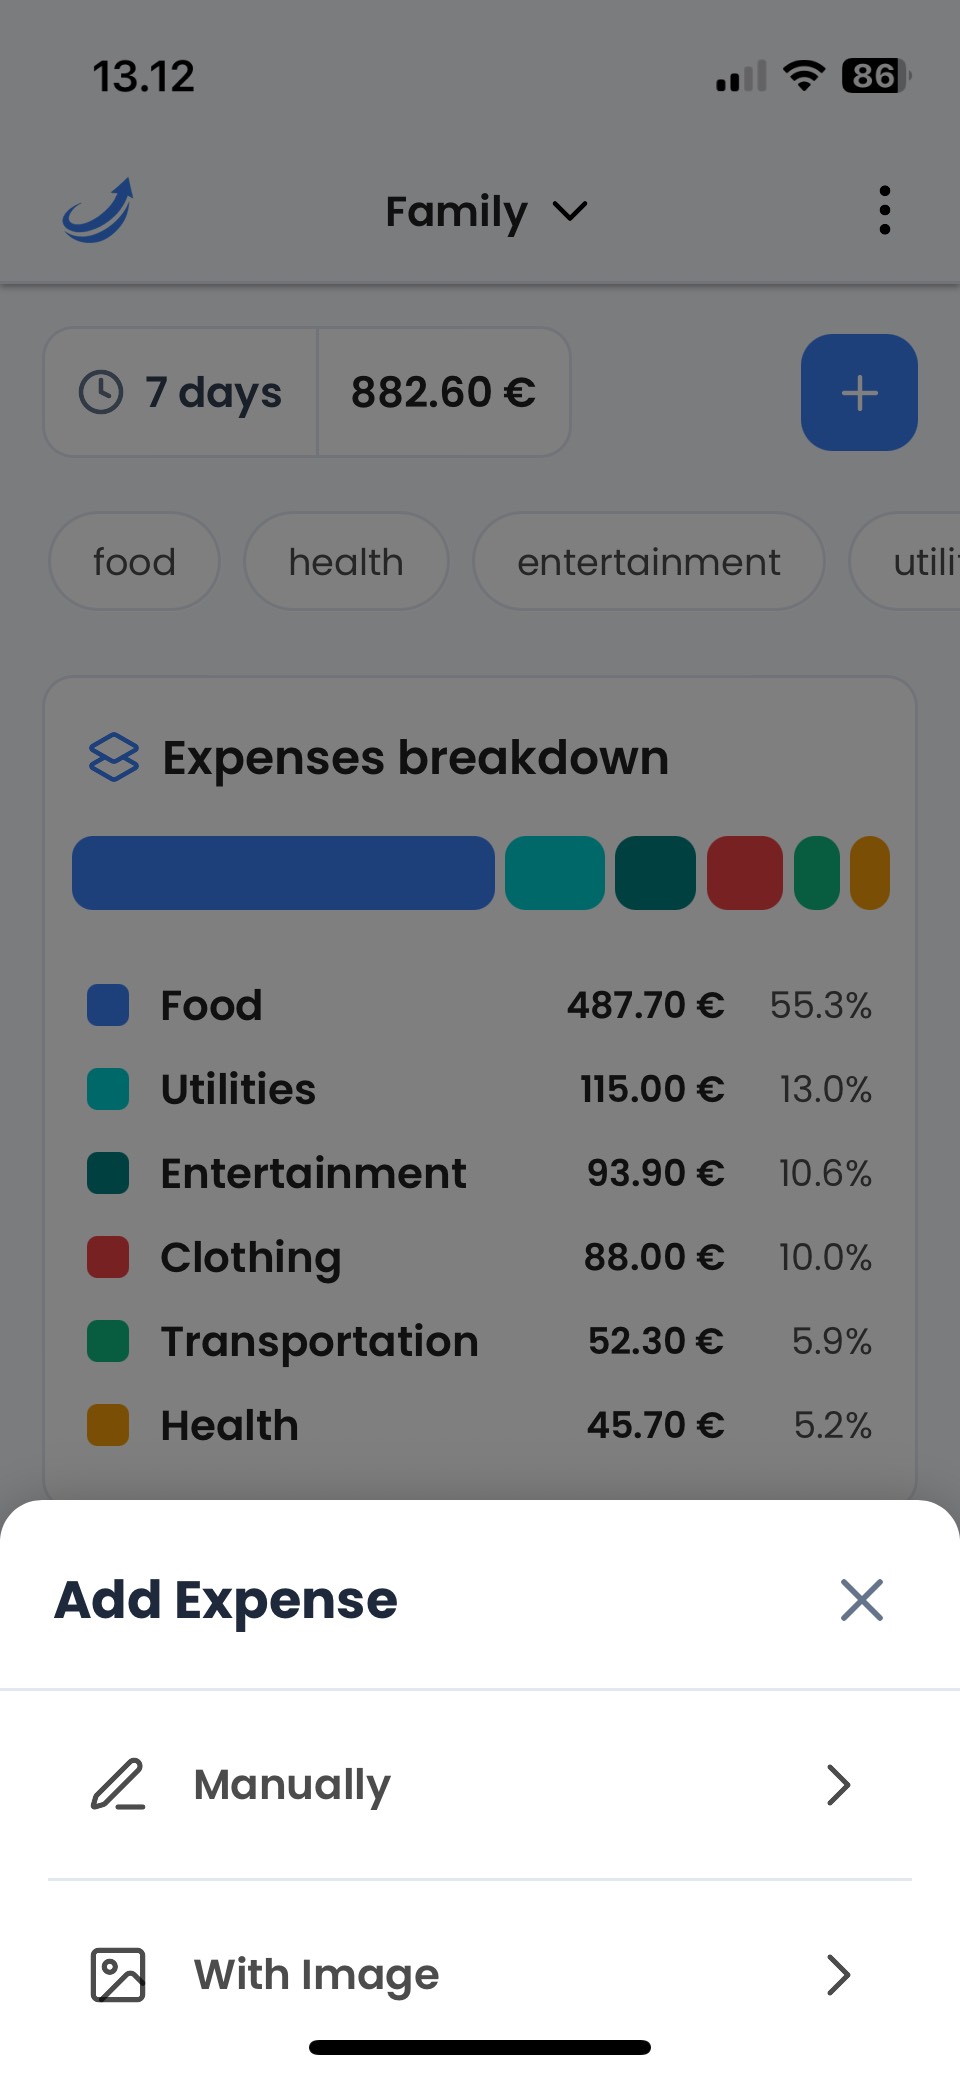 13.12
86
Family
7 days 882.60 €
food health entertainment utili
Expenses breakdown
Food 487.70 € 55.3%
Utilities 115.00 € 13.0%
Entertainment 93.90 € 10.6%
Clothing 88.00 € 10.0%
Transportation 52.30 € 5.9%
Health 45.70 € 5.2%
Add Expense
Manually
With Image